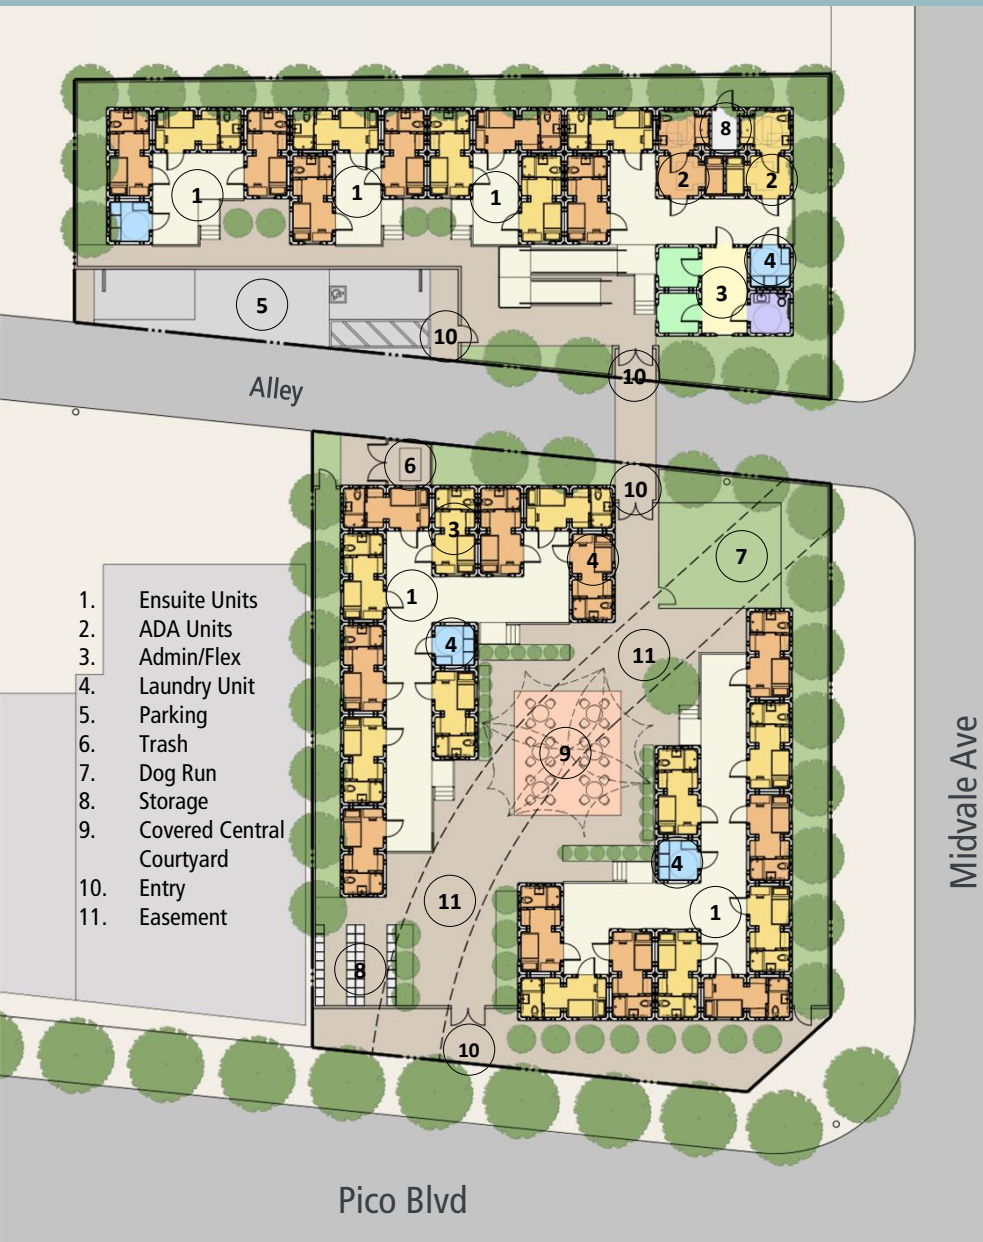 8
1
1
1
2
2
4
3
5
10
10
Alley
6
10
3
4
7
1
4
11
9
4
11
1
8
10
1. Ensuite Units
2. ADA Units
3. Admin/Flex
4. Laundry Unit
5. Parking
6. Trash
7. Dog Run
8. Storage
9. Covered Central
Courtyard
10. Entry
11. Easement
Midvale Ave
Pico Blvd